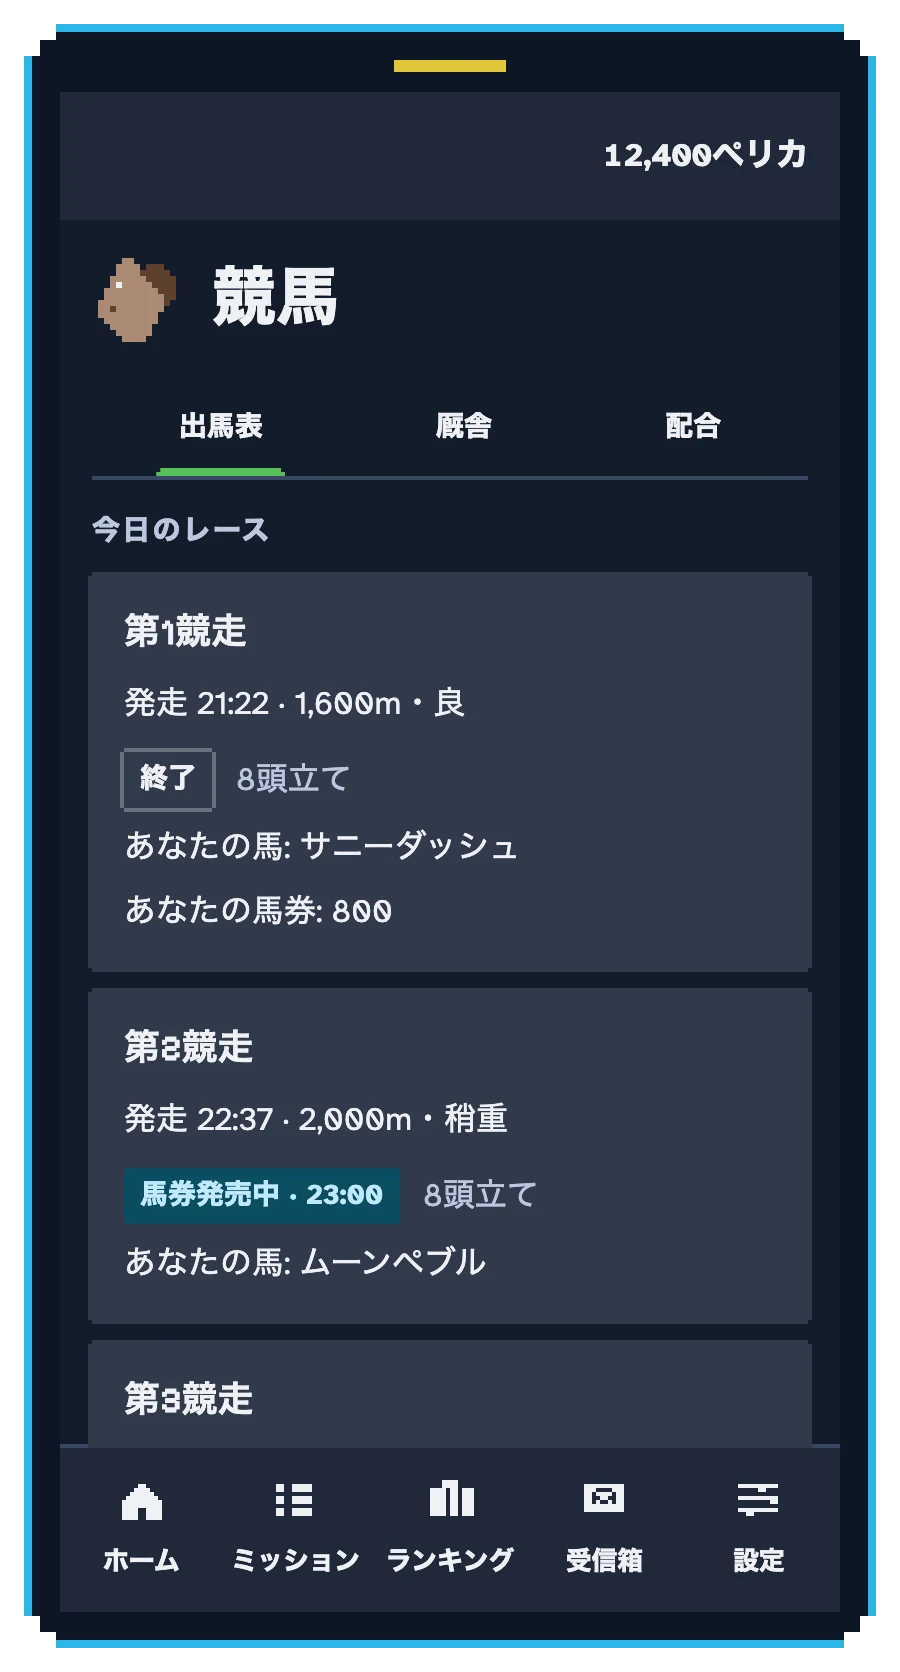 12,400ペリカ
競馬
出馬表 厩舎 配合
今日のレース
第1競走
発走 21:22 · 1,600m・良
終了 8頭立て
あなたの馬: サニーダッシュ
あなたの馬券: 800
第2競走
発走 22:37 · 2,000m・稍重
馬券発売中 · 23:00 8頭立て
あなたの馬: ムーンペブル
第3競走
ホーム ミッション ランキング 受信箱 設定